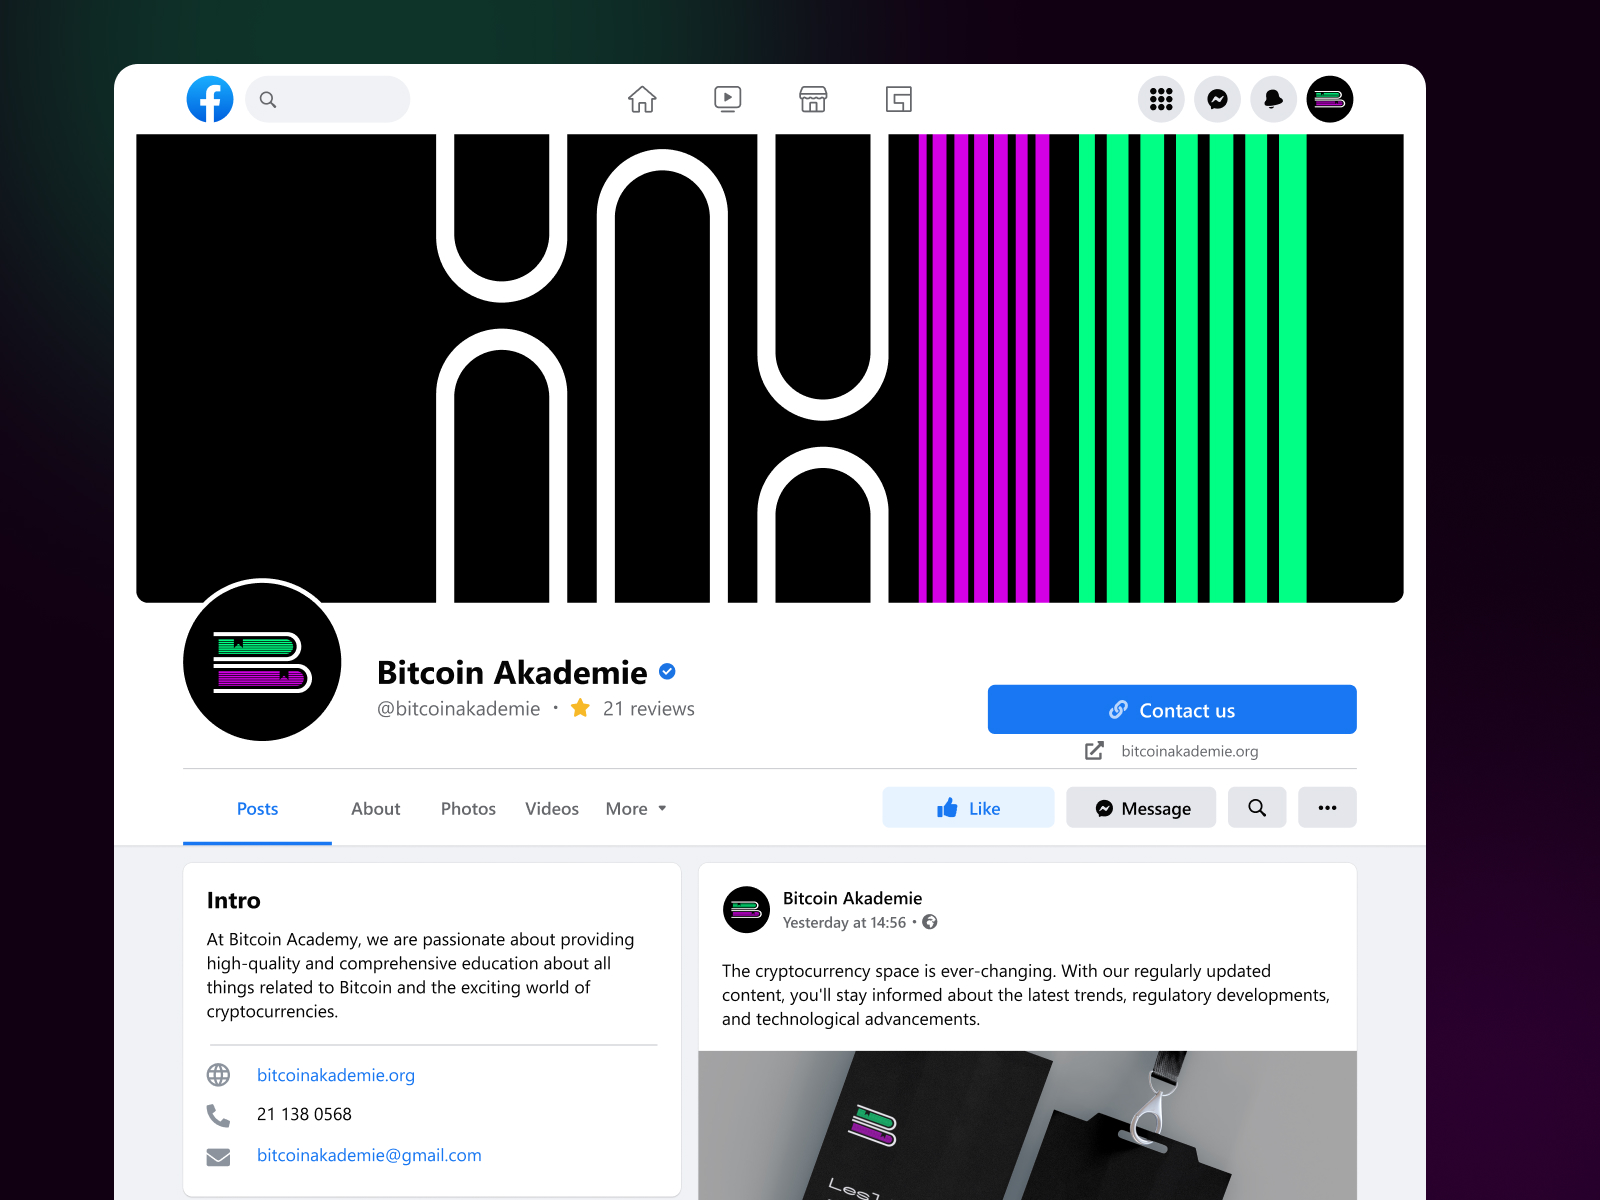 Bitcoin Akademie
@bitcoinakademie • 21 reviews
Contact us
bitcoinakademie.org
Posts About Photos Videos More
Like Message
Intro
At Bitcoin Academy, we are passionate about providing
high-quality and comprehensive education about all
things related to Bitcoin and the exciting world of
cryptocurrencies.
bitcoinakademie.org
21 138 0568
bitcoinakademie@gmail.com
Bitcoin Akademie
Yesterday at 14:56 •
The cryptocurrency space is ever-changing. With our regularly updated
content, you'll stay informed about the latest trends, regulatory developments,
and technological advancements.